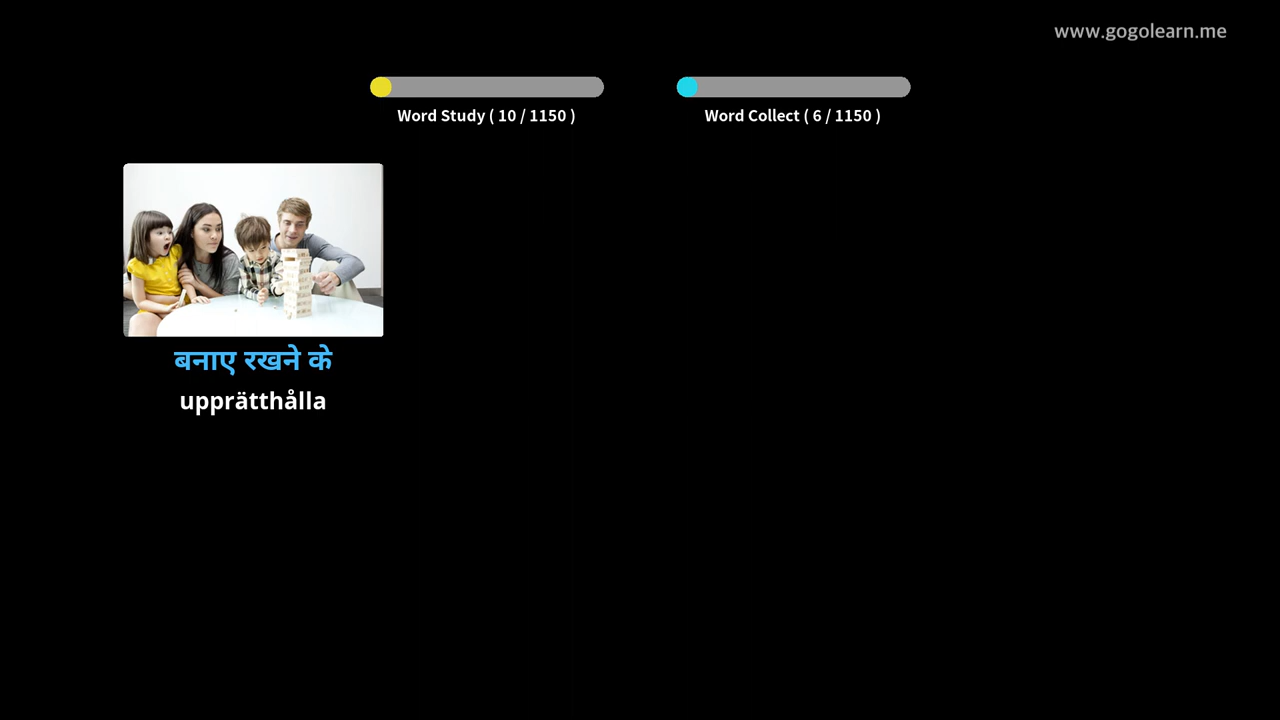 www.gogolearn.me
Word Study ( 10 / 1150 )
Word Collect ( 6 / 1150 )
बनाए रखने के
upprätthålla